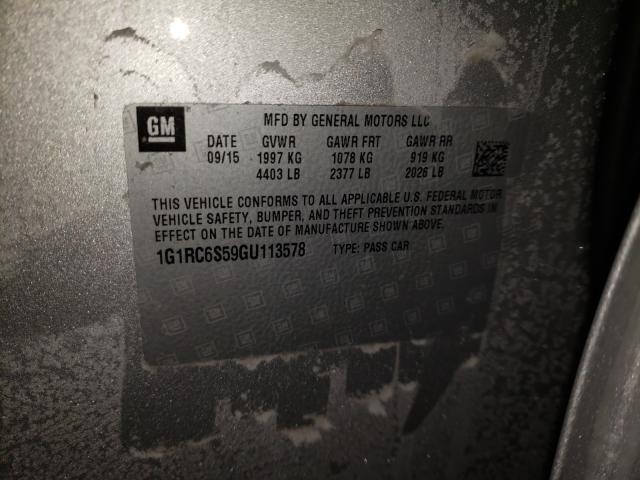 GM
MFD BY GENERAL MOTORS LLC
DATE GVWR GAWR FRT GAWR RR
09/15 1997 KG 1078 KG 919 KG
4403 LB 2377 LB 2026 LB
THIS VEHICLE CONFORMS TO ALL APPLICABLE U.S. FEDERAL MOTOR
VEHICLE SAFETY, BUMPER, AND THEFT PREVENTION STANDARDS IN
EFFECT ON THE DATE OF MANUFACTURE SHOWN ABOVE.
1G1RC6S59GU113578 TYPE: PASS CAR